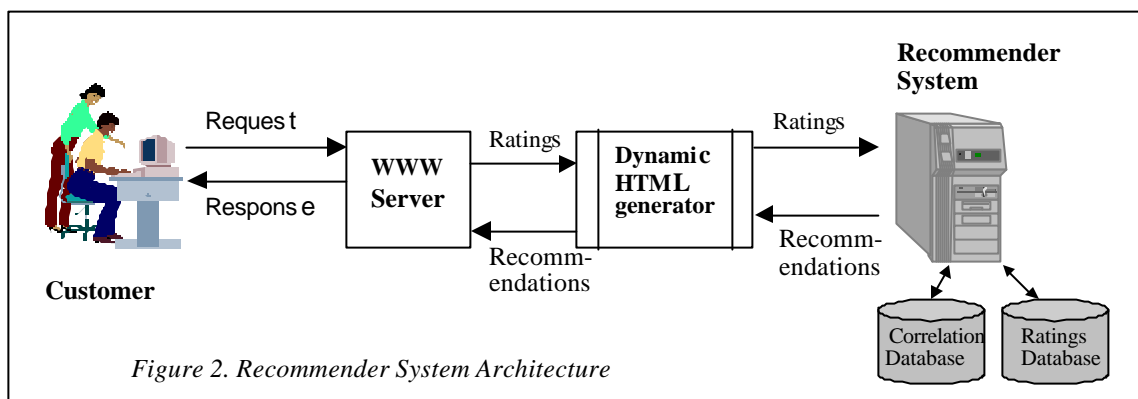 Recommender
System
Request
Response
Customer
WWW
Server
Ratings
Recomm-
endations
Dynamic
HTML
generator
Ratings
Recomm-
endations
Correlation
Database
Ratings
Database
Figure 2. Recommender System Architecture